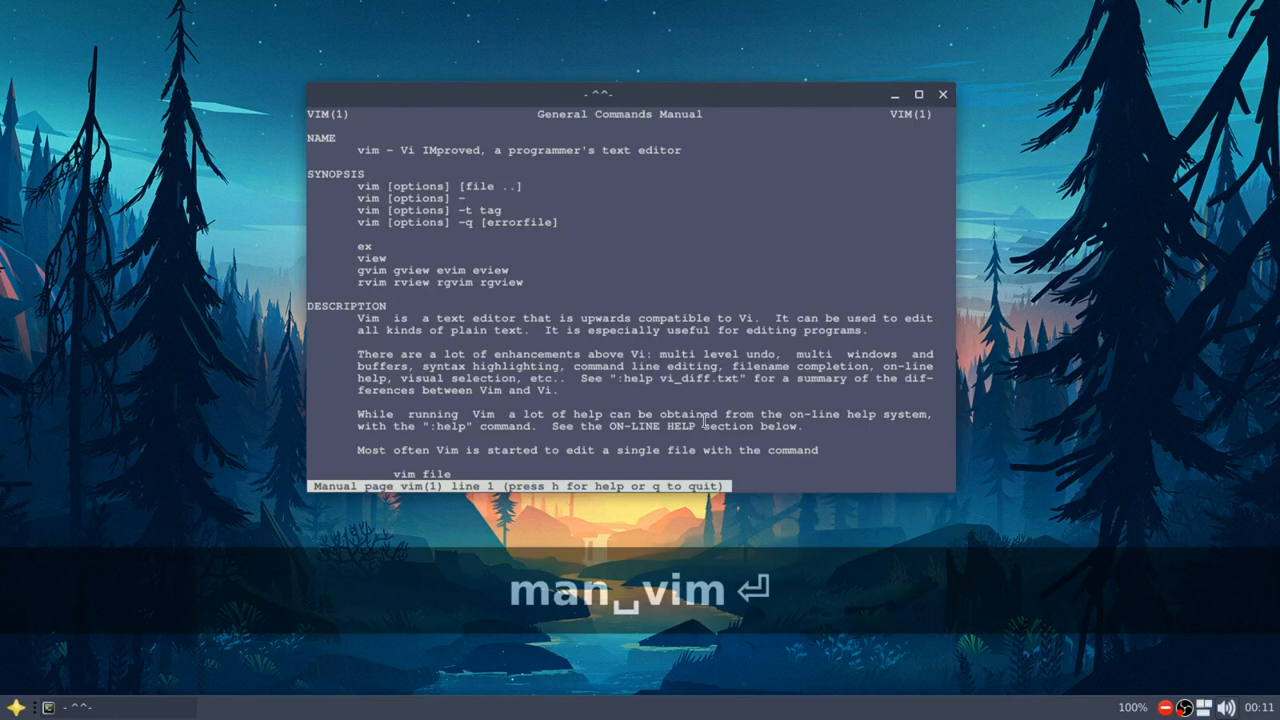 - ^^-
VIM(1) General Commands Manual VIM(1)
NAME
vim - Vi IMproved, a programmer's text editor
SYNOPSIS
vim [options] [file ..]
vim [options] -
vim [options] -t tag
vim [options] -q [errorfile]
ex
view
gvim gview evim eview
rvim rview rgvim rgview
DESCRIPTION
Vim is a text editor that is upwards compatible to Vi. It can be used to edit
all kinds of plain text. It is especially useful for editing programs.
There are a lot of enhancements above Vi: multi level undo, multi windows and
buffers, syntax highlighting, command line editing, filename completion, on-line
help, visual selection, etc.. See ":help vi_diff.txt" for a summary of the dif-
ferences between Vim and Vi.
While running Vim a lot of help can be obtained from the on-line help system,
with the ":help" command. See the ON-LINE HELP section below.
Most often Vim is started to edit a single file with the command
vim file
Manual page vim(1) line 1 (press h for help or q to quit)
man␣vim ⏎
- ^^-
100%
00:11